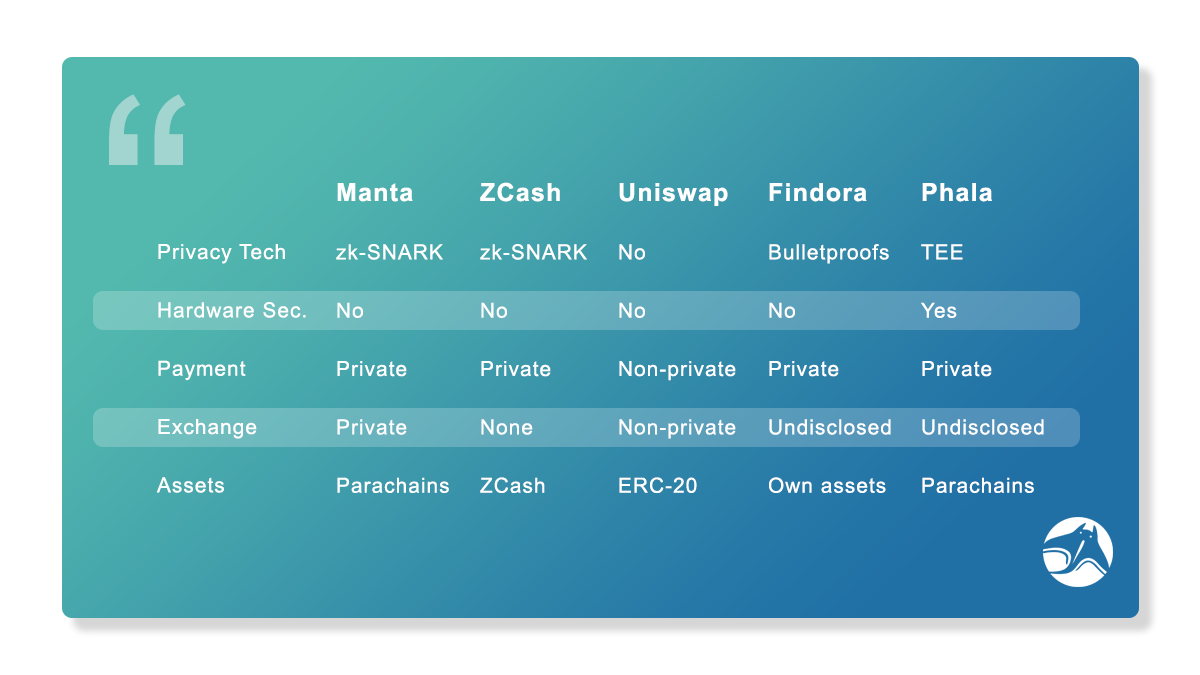 “
Manta ZCash Uniswap Findora Phala
Privacy Tech zk-SNARK zk-SNARK No Bulletproofs TEE
Hardware Sec. No No No No Yes
Payment Private Private Non-private Private Private
Exchange Private None Non-private Undisclosed Undisclosed
Assets Parachains ZCash ERC-20 Own assets Parachains